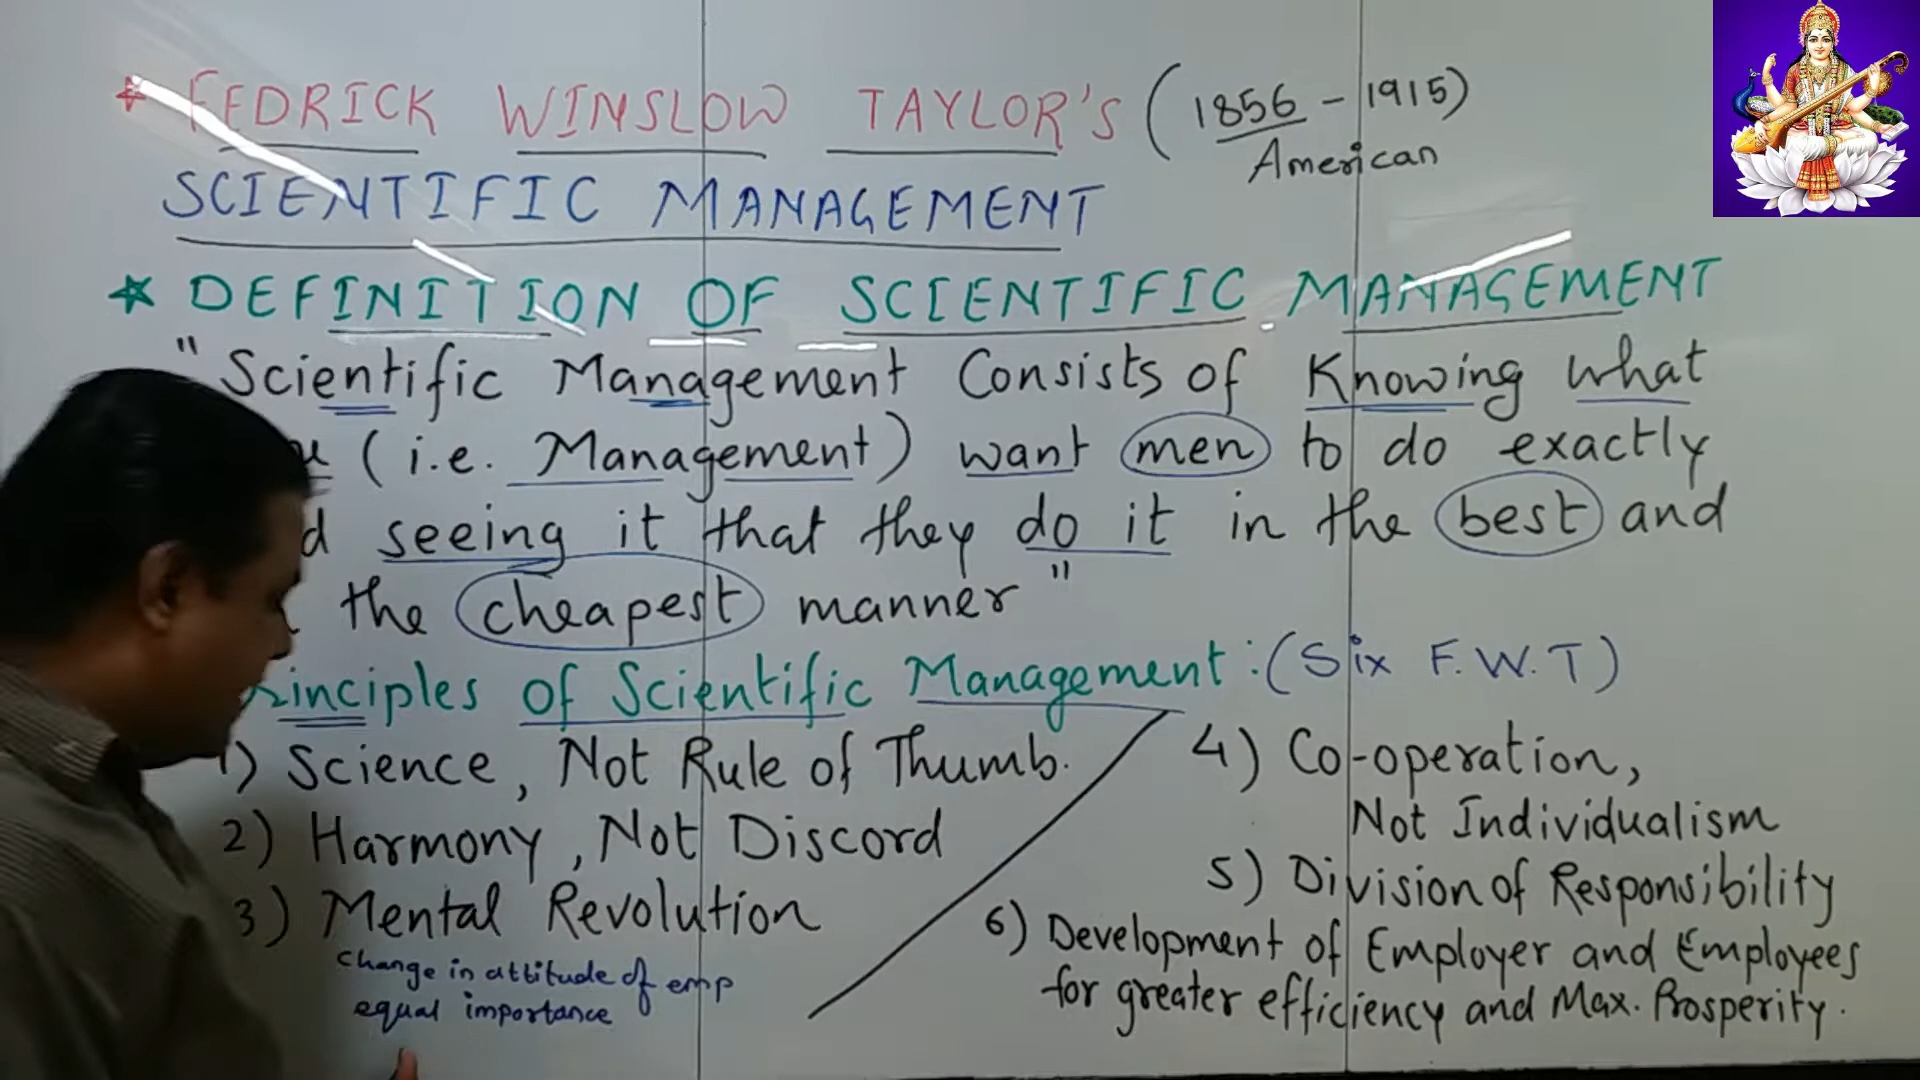 FEDRICK WINSLOW TAYLOR'S (1856 - 1915)
American
SCIENTIFIC MANAGEMENT
DEFINITION OF SCIENTIFIC MANAGEMENT
"Scientific Management Consists of Knowing what
(i.e. Management) want men to do exactly
seeing it that they do it in the best and
the cheapest manner"
Principles of Scientific Management: (Six F.W.T)
1) Science, Not Rule of Thumb.
2) Harmony, Not Discord
3) Mental Revolution
change in attitude of emp
equal importance
4) Co-operation,
Not Individualism
5) Division of Responsibility
6) Development of Employer and Employees
for greater efficiency and Max. Prosperity.